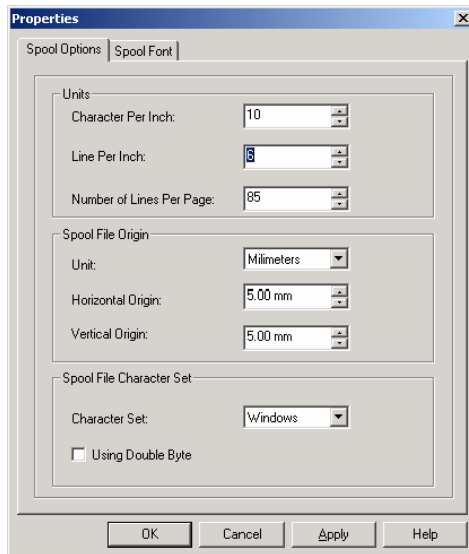 Properties
Spool Options Spool Font
Units
Character Per Inch: 10
Line Per Inch: 6
Number of Lines Per Page: 85
Spool File Origin
Unit: Milimeters
Horizontal Origin: 5.00 mm
Vertical Origin: 5.00 mm
Spool File Character Set
Character Set: Windows
Using Double Byte
OK Cancel Apply Help